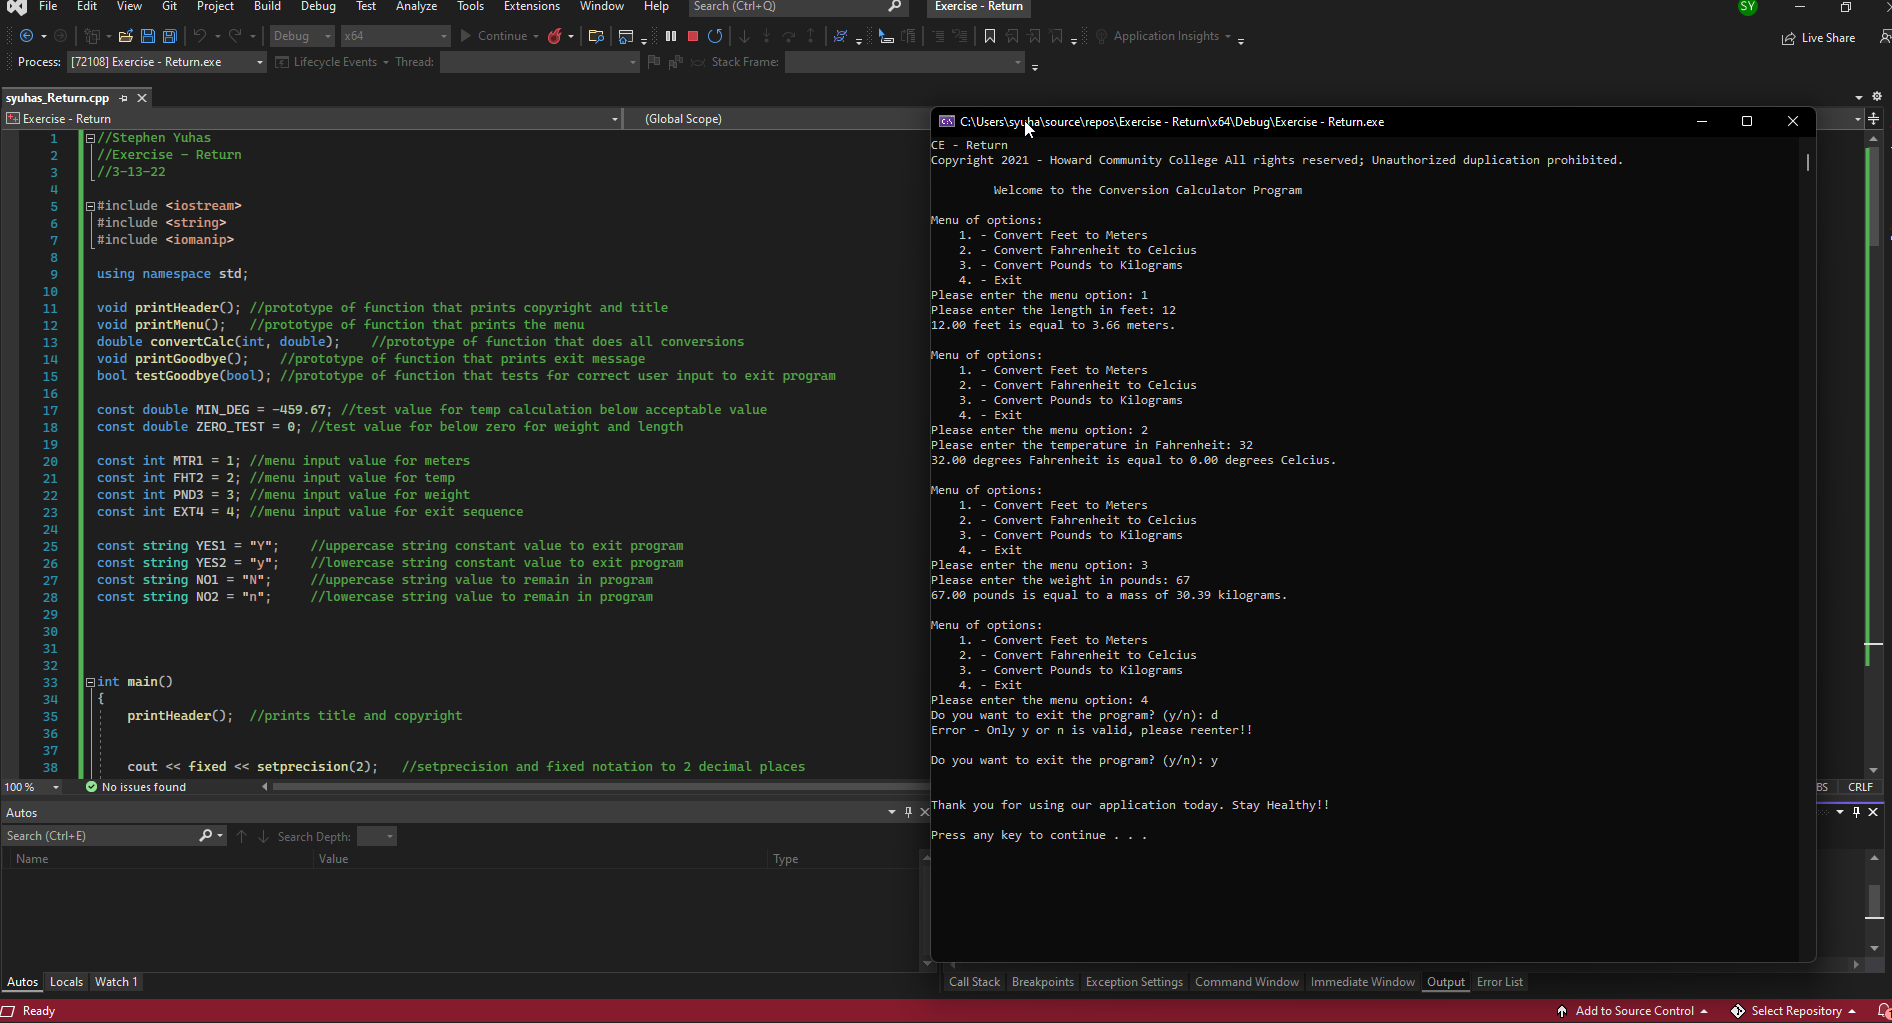 File Edit View Git Project Build Debug Test Analyze Tools Extensions Window Help Search (Ctrl+Q) Exercise - Return SY
Debug x64 Continue Application Insights Live Share
Process: [72108] Exercise - Return.exe Lifecycle Events Thread: Stack Frame:
syuhas_Return.cpp
Exercise - Return (Global Scope)
1 //Stephen Yuhas
2 //Exercise - Return
3 //3-13-22
4
5 #include <iostream>
6 #include <string>
7 #include <iomanip>
8
9 using namespace std;
10
11 void printHeader(); //prototype of function that prints copyright and title
12 void printMenu(); //prototype of function that prints the menu
13 double convertCalc(int, double); //prototype of function that does all conversions
14 void printGoodbye(); //prototype of function that prints exit message
15 bool testGoodbye(bool); //prototype of function that tests for correct user input to exit program
16
17 const double MIN_DEG = -459.67; //test value for temp calculation below acceptable value
18 const double ZERO_TEST = 0; //test value for below zero for weight and length
19
20 const int MTR1 = 1; //menu input value for meters
21 const int FHT2 = 2; //menu input value for temp
22 const int PND3 = 3; //menu input value for weight
23 const int EXT4 = 4; //menu input value for exit sequence
24
25 const string YES1 = "Y"; //uppercase string constant value to exit program
26 const string YES2 = "y"; //lowercase string constant value to exit program
27 const string NO1 = "N"; //uppercase string value to remain in program
28 const string NO2 = "n"; //lowercase string value to remain in program
29
30
31
32
33 int main()
34 {
35 printHeader(); //prints title and copyright
36
37
38 cout << fixed << setprecision(2); //setprecision and fixed notation to 2 decimal places
100 % No issues found
BS CRLF
C:\Users\syuha\source\repos\Exercise - Return\x64\Debug\Exercise - Return.exe
CE - Return
Copyright 2021 - Howard Community College All rights reserved; Unauthorized duplication prohibited.
Welcome to the Conversion Calculator Program
Menu of options:
1. - Convert Feet to Meters
2. - Convert Fahrenheit to Celcius
3. - Convert Pounds to Kilograms
4. - Exit
Please enter the menu option: 1
Please enter the length in feet: 12
12.00 feet is equal to 3.66 meters.
Menu of options:
1. - Convert Feet to Meters
2. - Convert Fahrenheit to Celcius
3. - Convert Pounds to Kilograms
4. - Exit
Please enter the menu option: 2
Please enter the temperature in Fahrenheit: 32
32.00 degrees Fahrenheit is equal to 0.00 degrees Celcius.
Menu of options:
1. - Convert Feet to Meters
2. - Convert Fahrenheit to Celcius
3. - Convert Pounds to Kilograms
4. - Exit
Please enter the menu option: 3
Please enter the weight in pounds: 67
67.00 pounds is equal to a mass of 30.39 kilograms.
Menu of options:
1. - Convert Feet to Meters
2. - Convert Fahrenheit to Celcius
3. - Convert Pounds to Kilograms
4. - Exit
Please enter the menu option: 4
Do you want to exit the program? (y/n): d
Error - Only y or n is valid, please reenter!!
Do you want to exit the program? (y/n): y
Thank you for using our application today. Stay Healthy!!
Press any key to continue . . .
Autos
Search (Ctrl+E) Search Depth:
Name Value Type
Autos Locals Watch 1
Call Stack Breakpoints Exception Settings Command Window Immediate Window Output Error List
Ready Add to Source Control Select Repository